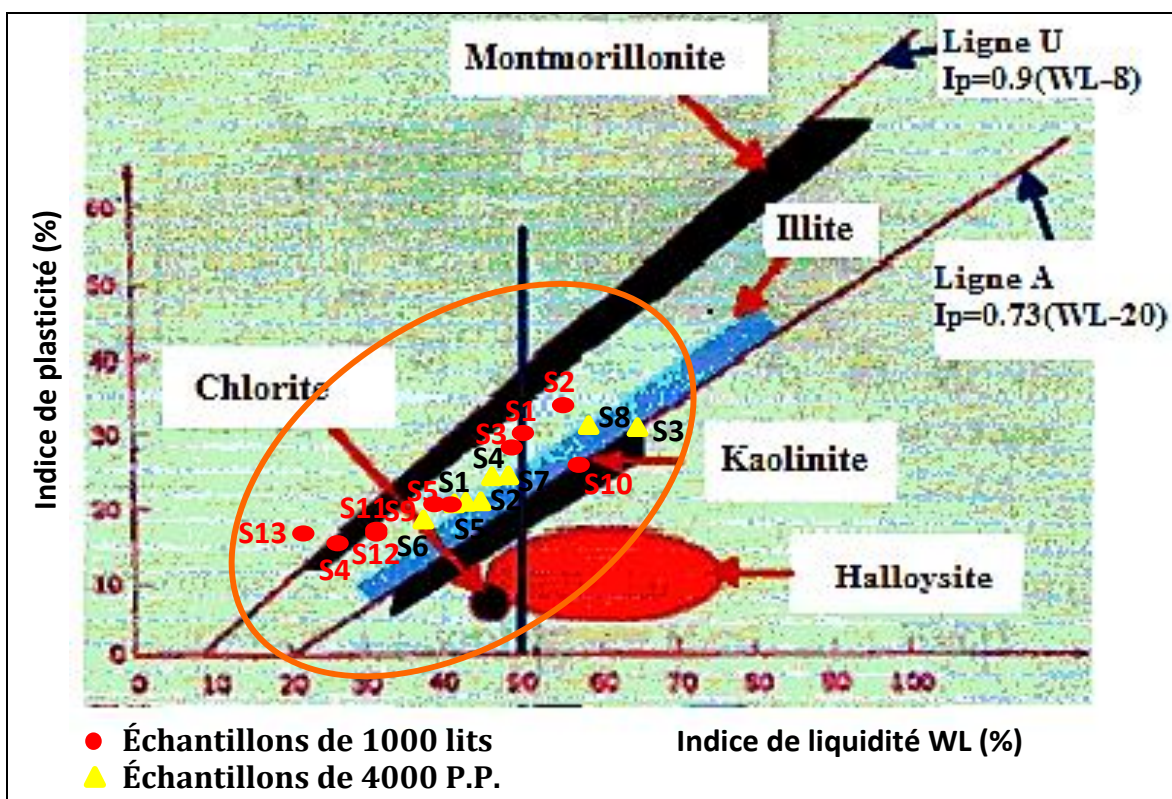 Montmorillonite
Ligne U
Ip=0.9(WL-8)
Illite
Ligne A
Ip=0.73(WL-20)
Chlorite
Kaolinite
Halloysite
Indice de plasticité (%)
60
50
40
30
20
10
0
S2
S1
S3
S8
S3
S4
S7
S10
S5
S1
S9
S2
S11
S5
S13
S12
S6
S4
0 10 20 30 40 50 60 70 80 90 100
Échantillons de 1000 lits
Indice de liquidité WL (%)
Échantillons de 4000 P.P.